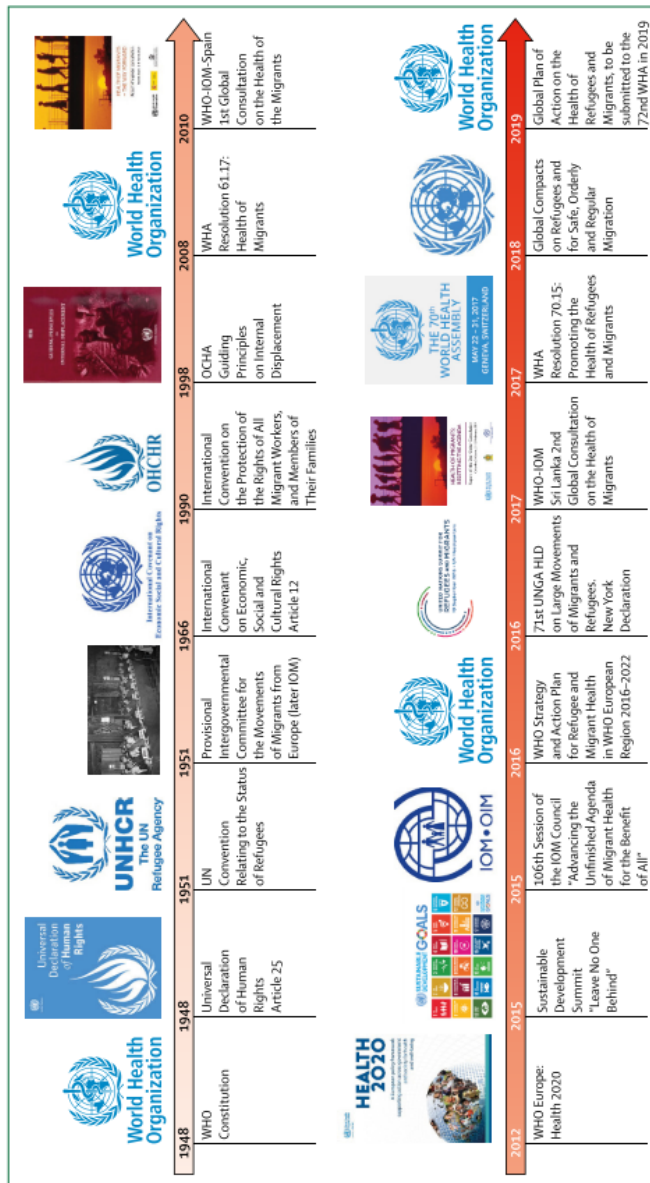 World Health
Organization
1948
WHO
Constitution
Universal
Declaration
of Human
Rights
1948
Universal
Declaration
of Human
Rights
Article 25
UNHCR
The UN
Refugee Agency
1951
UN
Convention
Relating to the Status
of Refugees
1951
Provisional
Intergovernmental
Committee for
the Movements
of Migrants from
Europe (later IOM)
International Covenant on
Economic Social and Cultural Rights
1966
International
Convenant
on Economic,
Social and
Cultural Rights
Article 12
OHCHR
1990
International
Convention on
the Protection of
the Rights of All
Migrant Workers,
and Members of
Their Families
1998
OCHA
Guiding
Principles
on Internal
Displacement
World Health
Organization
2008
WHA
Resolution 61.17:
Health of
Migrants
2010
WHO-IOM-Spain
1st Global
Consultation
on the Health of
the Migrants
HEALTH
2020
2012
WHO Europe:
Health 2020
SUSTAINABLE
DEVELOPMENT
GOALS
2015
Sustainable
Development
Summit
"Leave No One
Behind"
IOM•OIM
2015
106th Session of
the IOM Council
"Advancing the
Unfinished Agenda
of Migrant Health
for the Benefit
of All"
World Health
Organization
2016
WHO Strategy
and Action Plan
for Refugee and
Migrant Health
in WHO European
Region 2016–2022
UNITED NATIONS SUMMIT FOR
REFUGEES AND MIGRANTS
2016
71st UNGA HLD
on Large Movements
of Migrants and
Refugees.
New York
Declaration
HEALTH OF MIGRANTS
RESETTING THE AGENDA
2017
WHO-IOM
Sri Lanka 2nd
Global Consultation
on the Health of
Migrants
THE 70th
WORLD HEALTH
ASSEMBLY
MAY 22 – 31, 2017
GENEVA, SWITZERLAND
2017
WHA
Resolution 70.15:
Promoting the
Health of Refugees
and Migrants
2018
Global Compacts
on Refugees and
for Safe, Orderly
and Regular
Migration
World Health
Organization
2019
Global Plan of
Action on the
Health of
Refugees and
Migrants, to be
submitted to the
72nd WHA in 2019